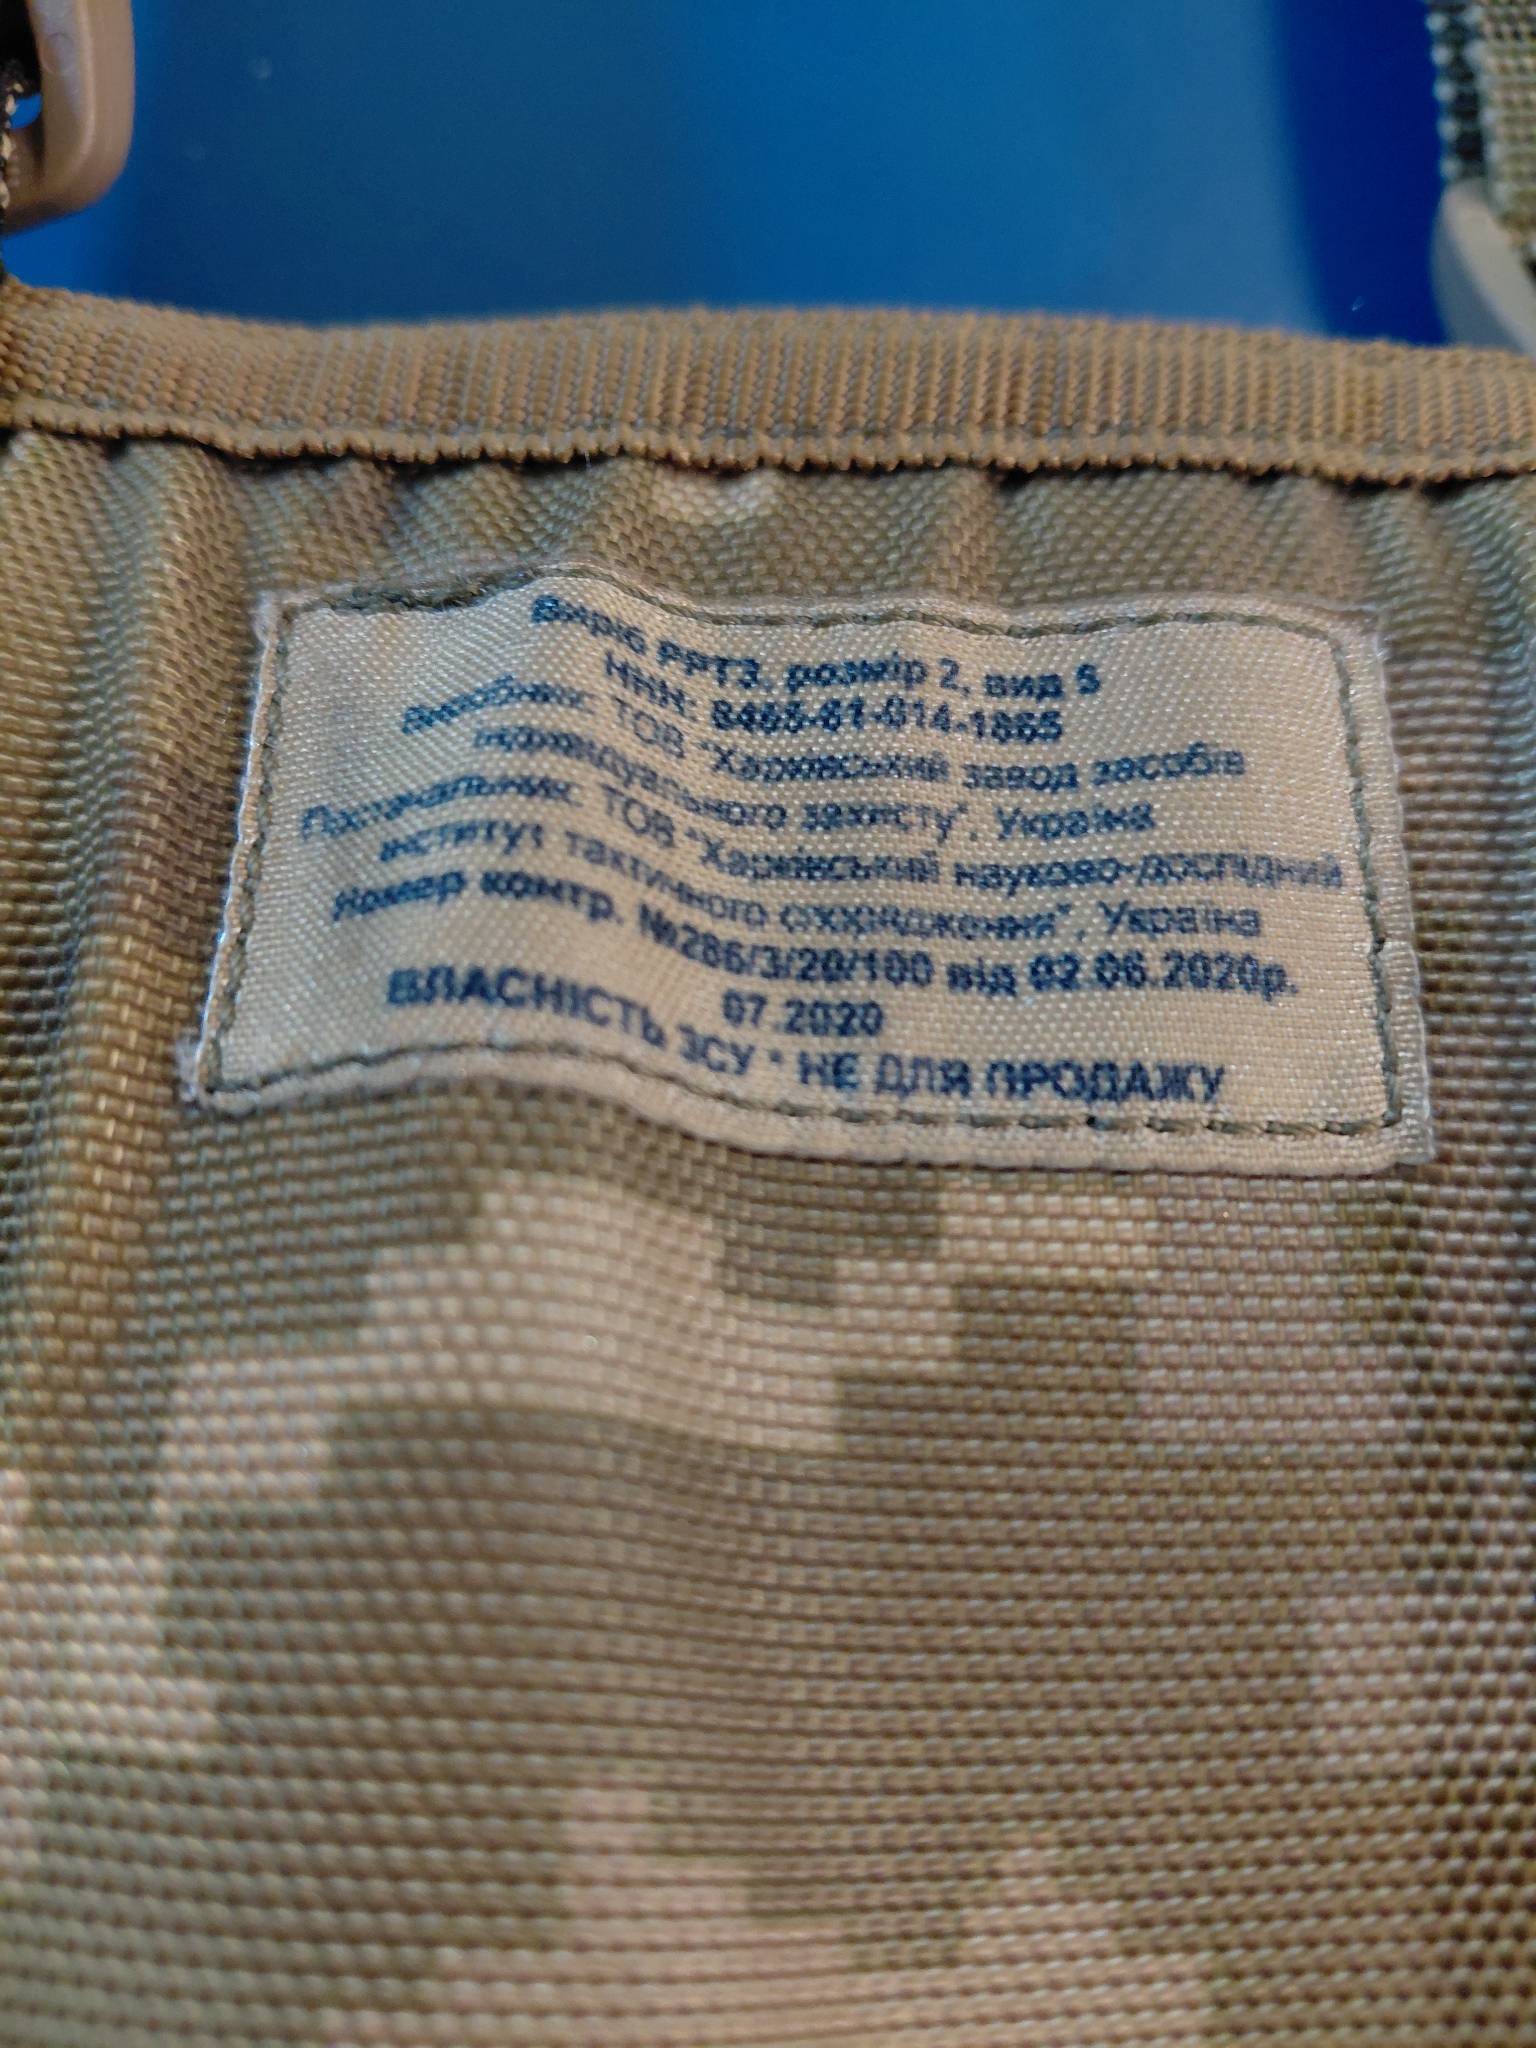 Виріб РРТЗ, розмір 2, вид 5
ННН: 8465-61-014-1865
Виробник: ТОВ "Харківський завод засобів
індивідуального захисту", Україна
Постачальник: ТОВ "Харківський науково-дослідний
інститут тактичного спорядження", Україна
Номер контр. №286/3/20/100 від 02.06.2020р.
07.2020
ВЛАСНІСТЬ ЗСУ * НЕ ДЛЯ ПРОДАЖУ